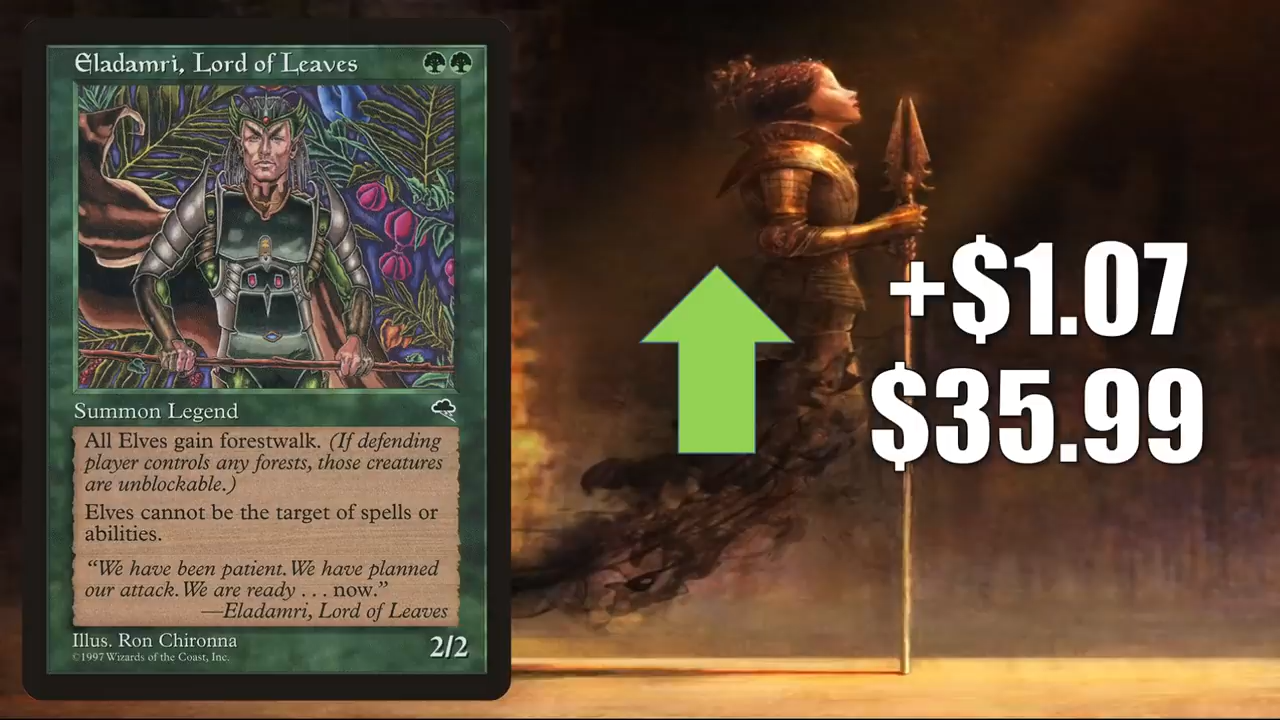 Eladamri, Lord of Leaves
Summon Legend
All Elves gain forestwalk. (If defending
player controls any forests, those creatures
are unblockable.)
Elves cannot be the target of spells or
abilities.
"We have been patient. We have planned
our attack. We are ready . . . now."
—Eladamri, Lord of Leaves
Illus. Ron Chironna
©1997 Wizards of the Coast, Inc.
2/2
+$1.07
$35.99